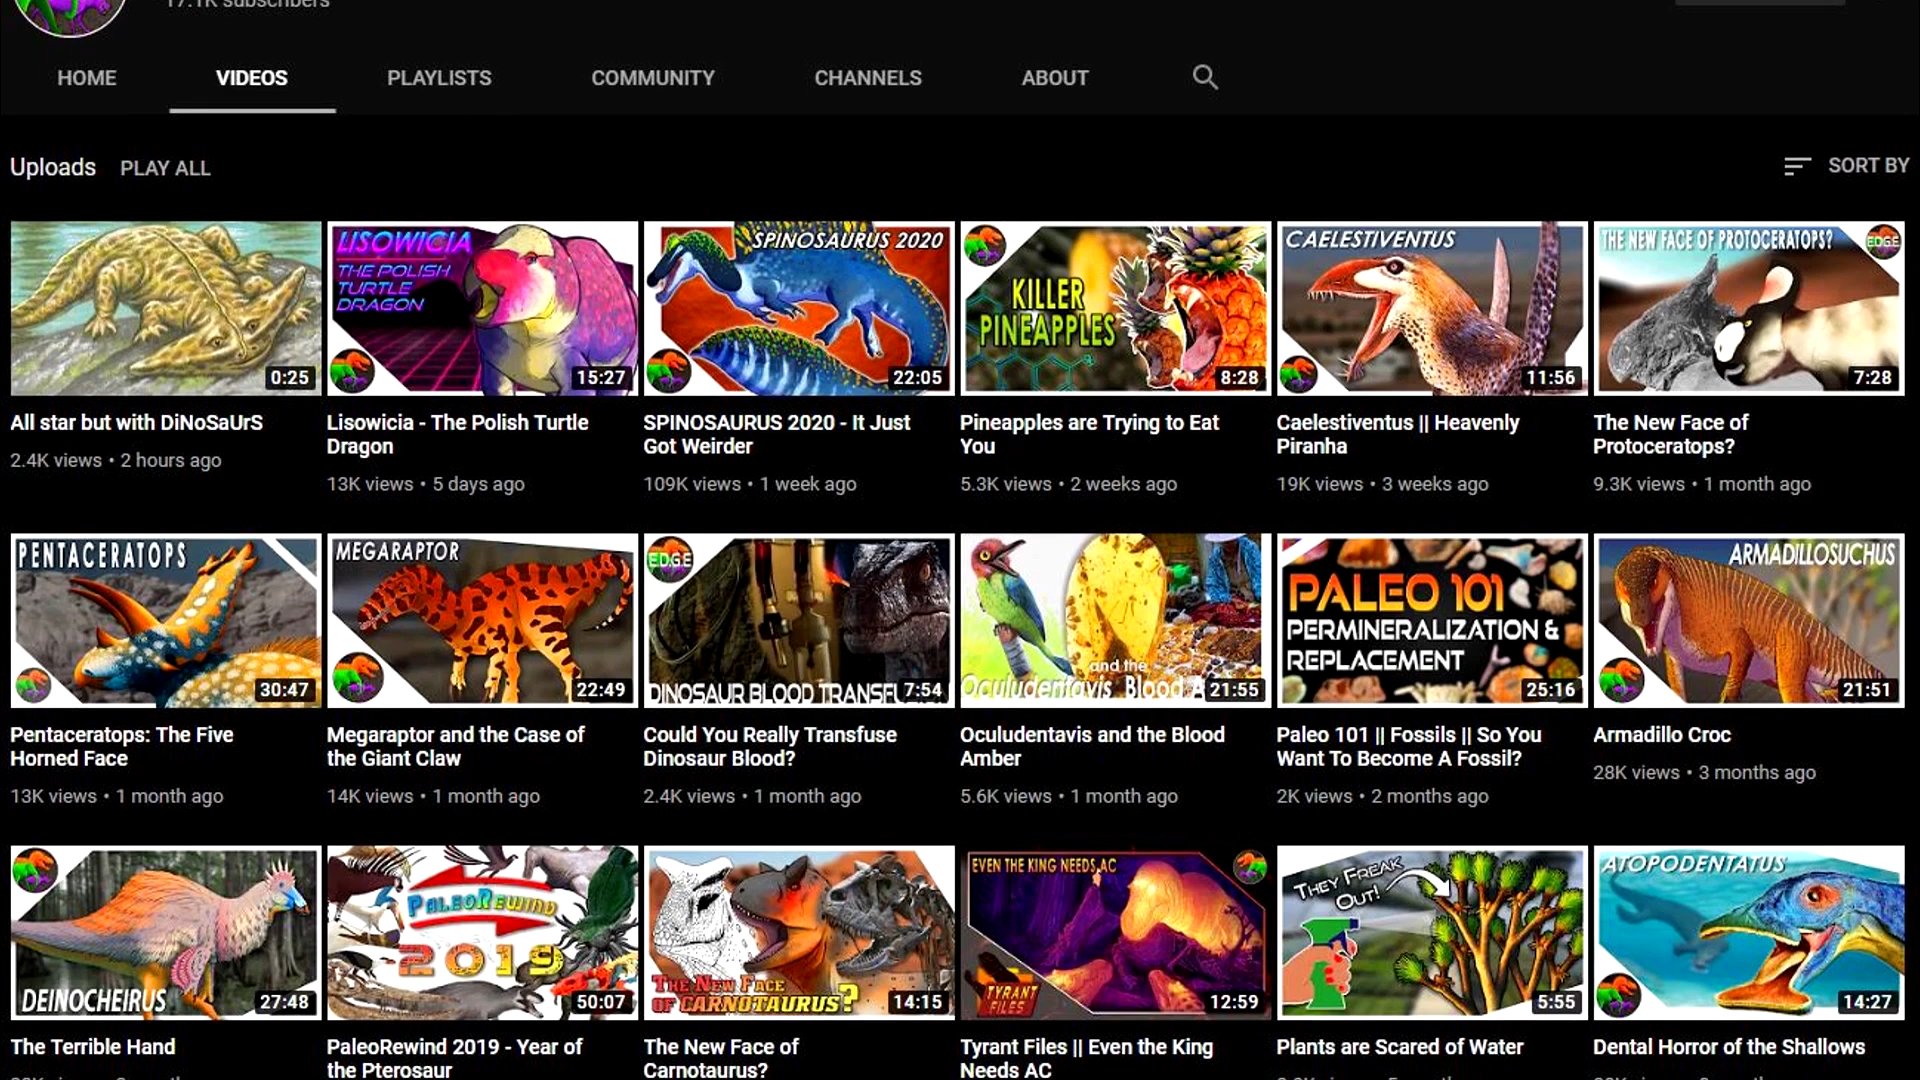 17.1K subscribers
HOME VIDEOS PLAYLISTS COMMUNITY CHANNELS ABOUT
Uploads PLAY ALL SORT BY
0:25
LISOWICIA
THE POLISH
TURTLE
DRAGON
15:27
SPINOSAURUS 2020
22:05
KILLER
PINEAPPLES
8:28
CAELESTIVENTUS
11:56
THE NEW FACE OF PROTOCERATOPS?
EDGE
7:28
All star but with DiNoSaUrS
2.4K views • 2 hours ago
Lisowicia - The Polish Turtle
Dragon
13K views • 5 days ago
SPINOSAURUS 2020 - It Just
Got Weirder
109K views • 1 week ago
Pineapples are Trying to Eat
You
5.3K views • 2 weeks ago
Caelestiventus || Heavenly
Piranha
19K views • 3 weeks ago
The New Face of
Protoceratops?
9.3K views • 1 month ago
PENTACERATOPS
30:47
MEGARAPTOR
22:49
EDGE
DINOSAUR BLOOD
7:54
and the
Oculudentavis Blood A
21:55
PALEO 101
PERMINERALIZATION &
REPLACEMENT
25:16
ARMADILLOSUCHUS
21:51
Pentaceratops: The Five
Horned Face
13K views • 1 month ago
Megaraptor and the Case of
the Giant Claw
14K views • 1 month ago
Could You Really Transfuse
Dinosaur Blood?
2.4K views • 1 month ago
Oculudentavis and the Blood
Amber
5.6K views • 1 month ago
Paleo 101 || Fossils || So You
Want To Become A Fossil?
2K views • 2 months ago
Armadillo Croc
28K views • 3 months ago
DEINOCHEIRUS
27:48
PALEOREWIND
2019
50:07
THE NEW FACE
OF CARNOTAURUS?
14:15
EVEN THE KING NEEDS AC
TYRANT
FILES
12:59
THEY FREAK
OUT!
5:55
ATOPODENTATUS
14:27
The Terrible Hand
PaleoRewind 2019 - Year of
the Pterosaur
The New Face of
Carnotaurus?
Tyrant Files || Even the King
Needs AC
Plants are Scared of Water
Dental Horror of the Shallows